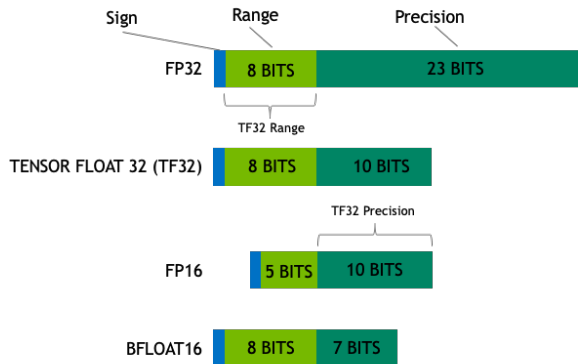 Sign Range Precision
FP32 8 BITS 23 BITS
TF32 Range
TENSOR FLOAT 32 (TF32) 8 BITS 10 BITS
TF32 Precision
FP16 5 BITS 10 BITS
BFLOAT16 8 BITS 7 BITS